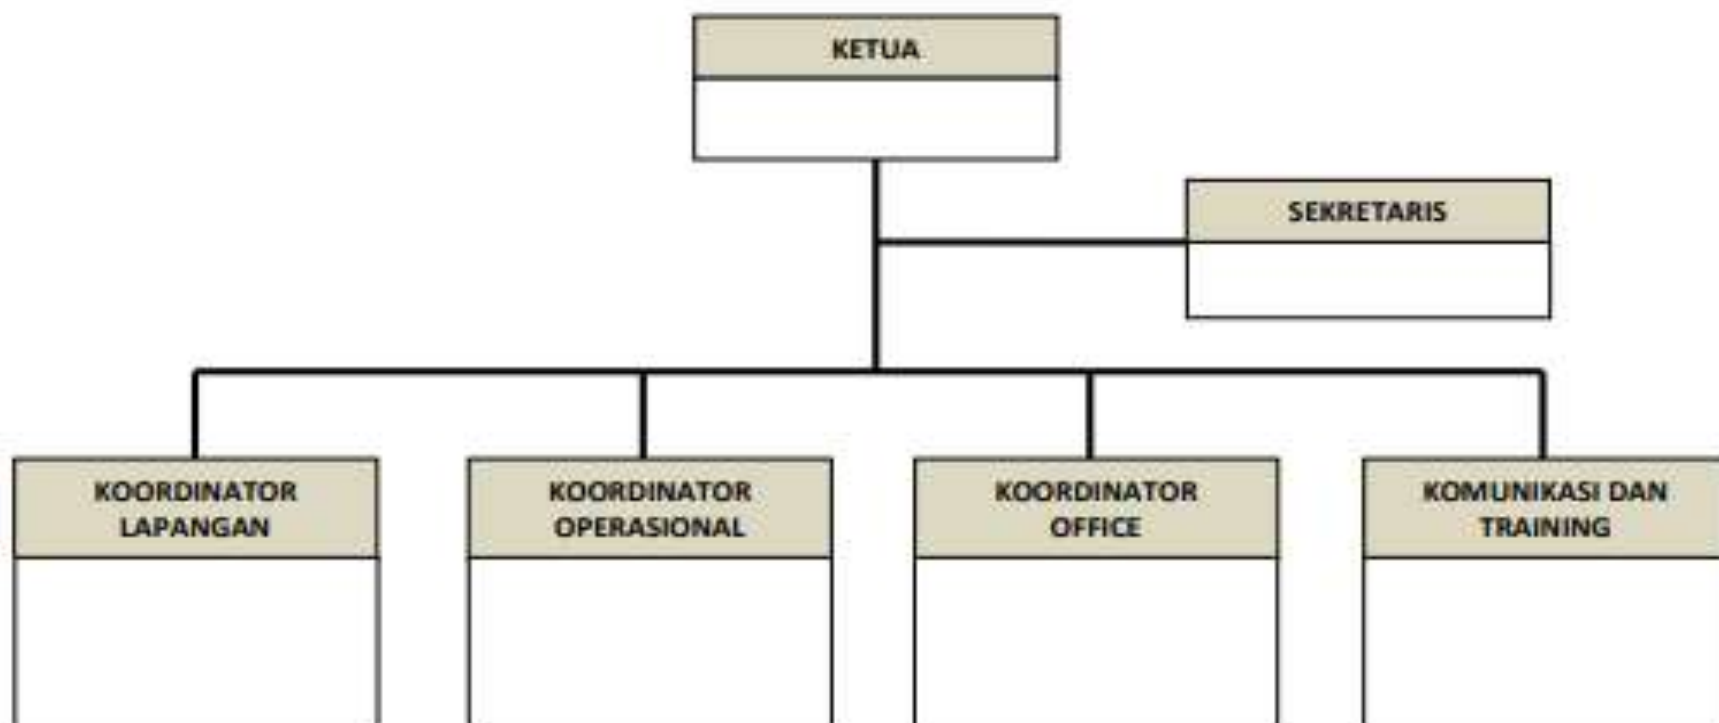 KETUA
SEKRETARIS
KOORDINATOR
LAPANGAN
KOORDINATOR
OPERASIONAL
KOORDINATOR
OFFICE
KOMUNIKASI DAN
TRAINING